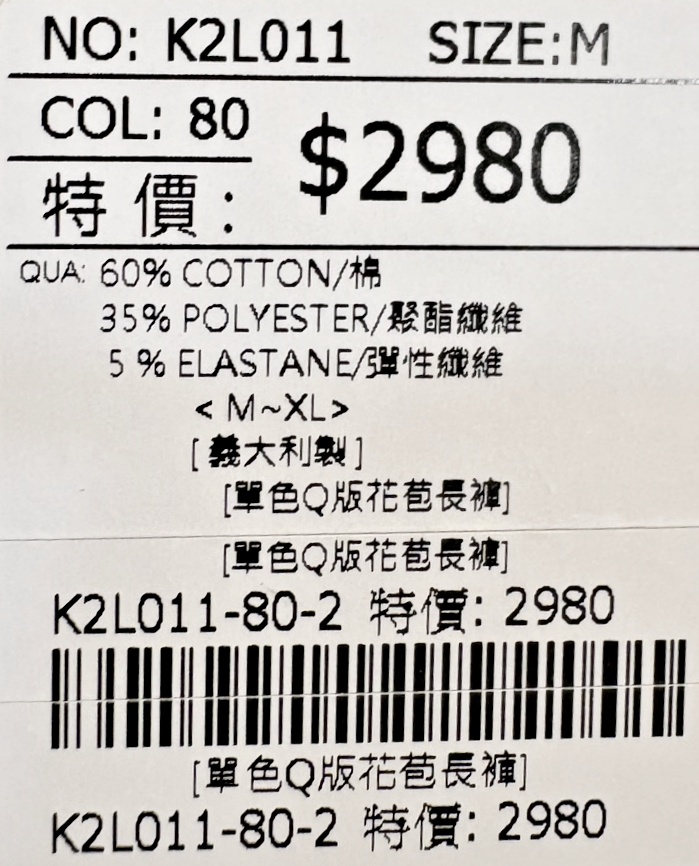 NO: K2L011 SIZE:M
COL: 80
$2980
特價:
QUA: 60% COTTON/棉
35% POLYESTER/聚酯纖維
5 % ELASTANE/彈性纖維
< M~XL>
[ 義大利製 ]
[單色Q版花苞長褲]
[單色Q版花苞長褲]
K2L011-80-2 特價: 2980
[單色Q版花苞長褲]
K2L011-80-2 特價: 2980